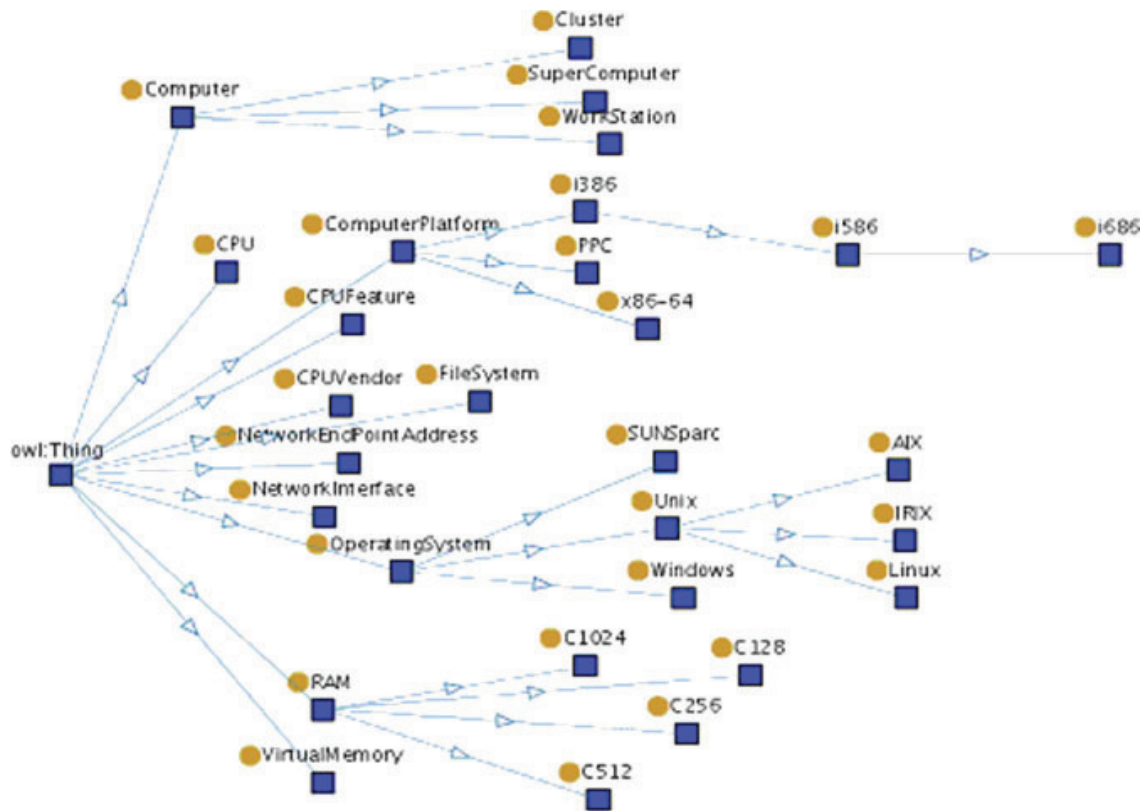 Cluster
Computer
SuperComputer
WorkStation
i386
ComputerPlatform
i586
i686
CPU
PPC
CPUFeature
x86-64
CPUVendor
FileSystem
owl:Thing
NetworkEndPointAddress
SUNSparc
AIX
NetworkInterface
Unix
IRIX
OperatingSystem
Windows
Linux
C1024
C128
RAM
C256
VirtualMemory
C512